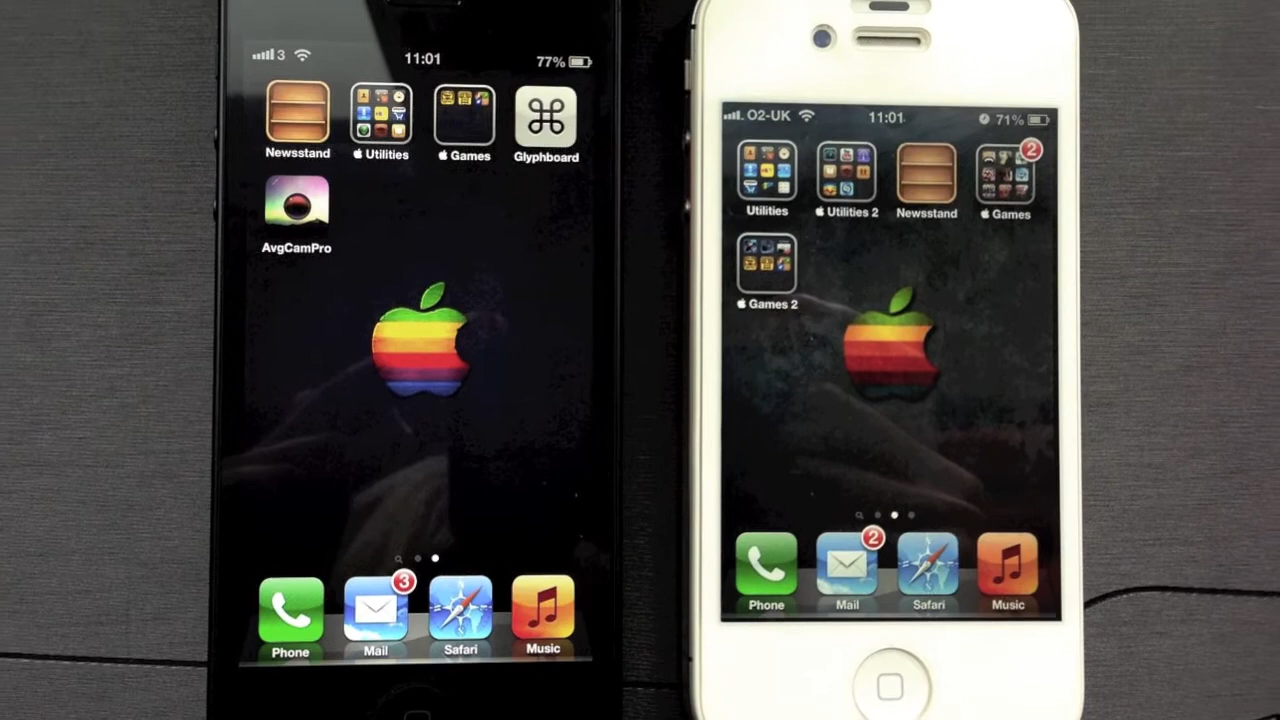 3
11:01
77%
Newsstand
Utilities
Games
Glyphboard
AvgCamPro
3
Phone
Mail
Safari
Music
O2-UK
11:01
71%
2
Utilities
Utilities 2
Newsstand
Games
Games 2
2
Phone
Mail
Safari
Music